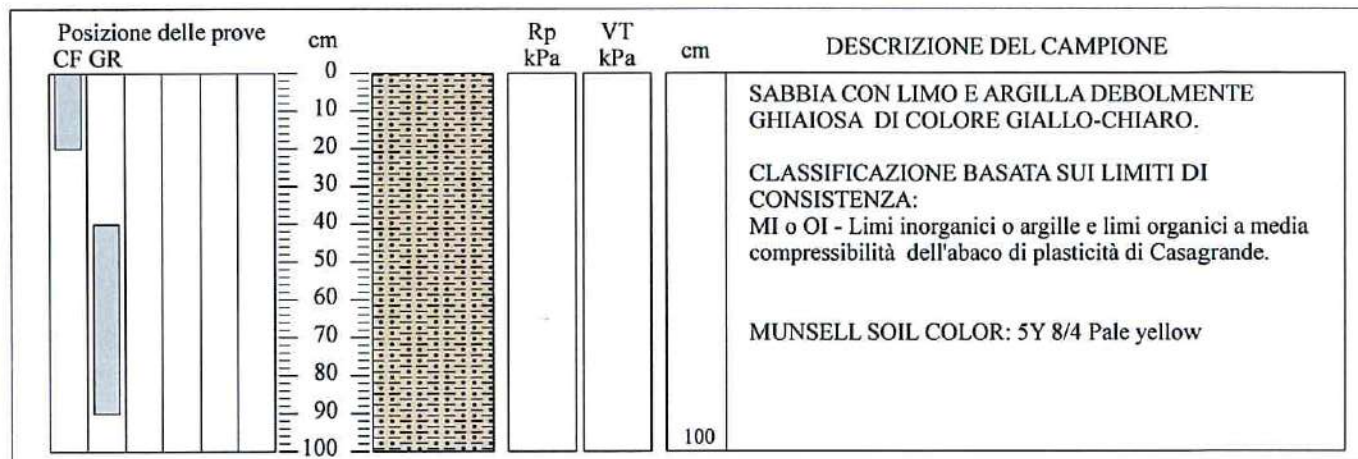 Posizione delle prove
CF GR
cm
Rp
kPa
VT
kPa
cm
DESCRIZIONE DEL CAMPIONE
0
10
20
30
40
50
60
70
80
90
100
100
SABBIA CON LIMO E ARGILLA DEBOLMENTE
GHIAIOSA DI COLORE GIALLO-CHIARO.
CLASSIFICAZIONE BASATA SUI LIMITI DI
CONSISTENZA:
MI o OI - Limi inorganici o argille e limi organici a media
compressibilità dell'abaco di plasticità di Casagrande.
MUNSELL SOIL COLOR: 5Y 8/4 Pale yellow